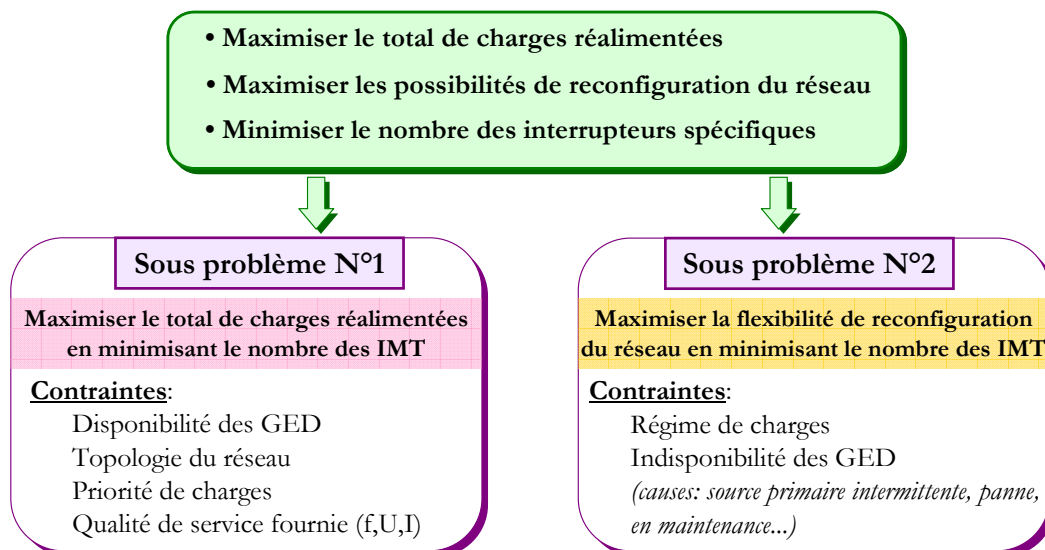 • Maximiser le total de charges réalimentées
• Maximiser les possibilités de reconfiguration du réseau
• Minimiser le nombre des interrupteurs spécifiques
Sous problème N°1
Maximiser le total de charges réalimentées
en minimisant le nombre des IMT
Contraintes:
Disponibilité des GED
Topologie du réseau
Priorité de charges
Qualité de service fournie (f,U,I)
Sous problème N°2
Maximiser la flexibilité de reconfiguration
du réseau en minimisant le nombre des IMT
Contraintes:
Régime de charges
Indisponibilité des GED
(causes: source primaire intermittente, panne,
en maintenance...)